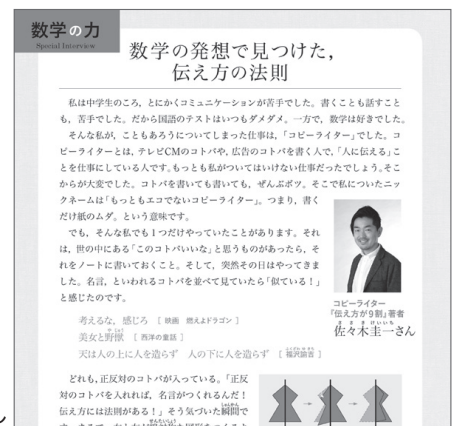 数学の力
Special Interview
数学の発想で見つけた,
伝え方の法則
私は中学生のころ, とにかくコミュニケーションが苦手でした。書くことも話すこと
も, 苦手でした。だから国語のテストはいつもダメダメ。一方で, 数学は好きでした。
そんな私が, こともあろうについてしまった仕事は,「コピーライター」でした。コ
ピーライターとは, テレビCMのコトバや, 広告のコトバを書く人で,「人に伝える」こ
とを仕事にしている人です。もっとも私がついてはいけない仕事だったでしょう。そこ
からが大変でした。コトバを書いても書いても, ぜんぶボツ。そこで私についたニッ
クネームは「もっともエコでないコピーライター」。つまり, 書く
だけ紙のムダ。という意味です。
でも, そんな私でも1つだけやっていたことがあります。それ
は, 世の中にある「このコトバいいな」と思うものがあったら, そ
れをノートに書いておくこと。そして, 突然その日はやってきま
した。名言, といわれるコトバを並べて見ていたら「似ている!」
と感じたのです。
コピーライター
「伝え方が9割」著者
佐々木圭一さん
ささきけいいち
考えるな, 感じろ [ 映画 燃えよドラゴン ]
美女と野獣 [ 西洋の童話 ]
やじゅう
天は人の上に人を造らず 人の下に人を造らず [ 福沢諭吉 ]
ふくざわゆきち
どれも, 正反対のコトバが入っている。「正反
対のコトバを入れれば, 名言がつくれるんだ!
伝え方には法則がある!」そう気づいた瞬間で
しゅんかん